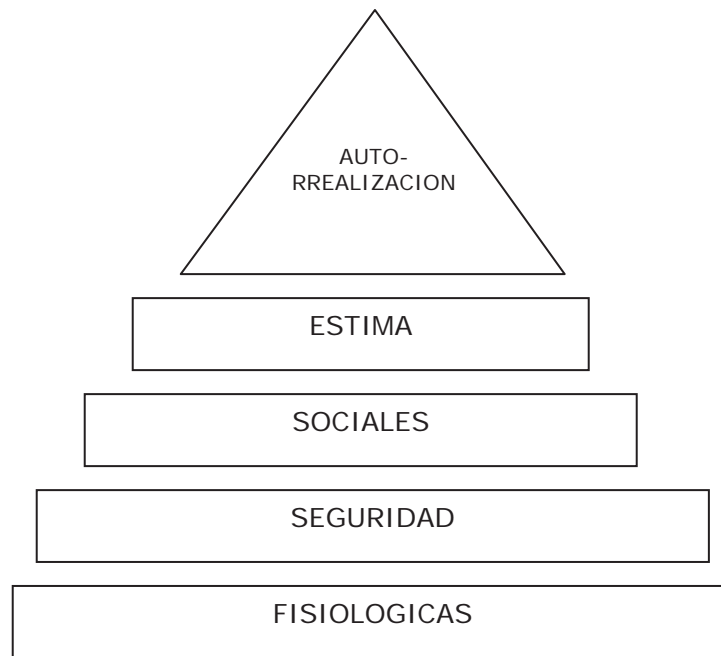 AUTO-
RREALIZACION
ESTIMA
SOCIALES
SEGURIDAD
FISIOLOGICAS